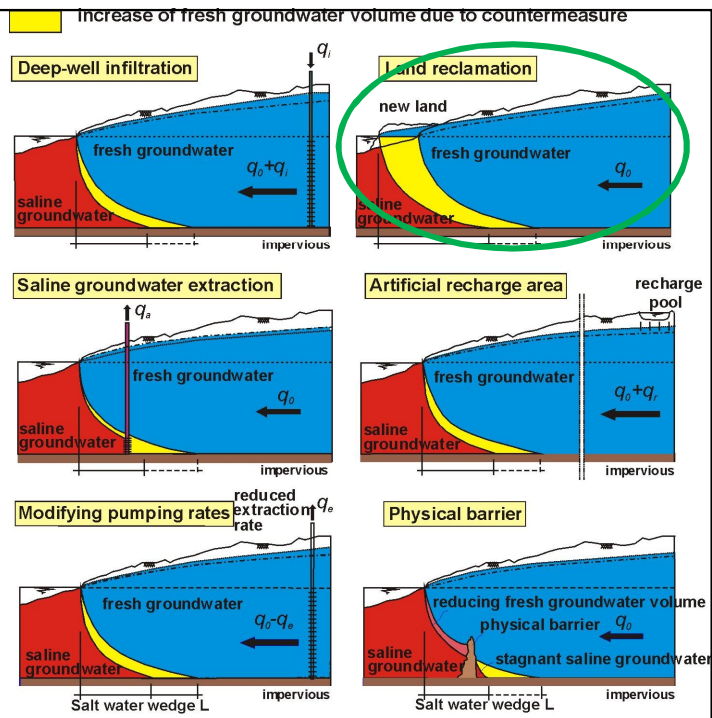 Increase of fresh groundwater volume due to countermeasure
Deep-well infiltration
qi
fresh groundwater
q0+qi
saline
groundwater
impervious
Land reclamation
new land
fresh groundwater
q0
saline
groundwater
impervious
Saline groundwater extraction
qa
fresh groundwater
q0
saline
groundwater
impervious
Artificial recharge area
recharge
pool
fresh groundwater
q0+qr
saline
groundwater
impervious
Modifying pumping rates
reduced
extraction
rate
qe
fresh groundwater
q0-qe
saline
groundwater
Salt water wedge L
impervious
Physical barrier
reducing fresh groundwater volume
physical barrier
q0
saline
groundwater
stagnant saline groundwater
Salt water wedge L
impervious